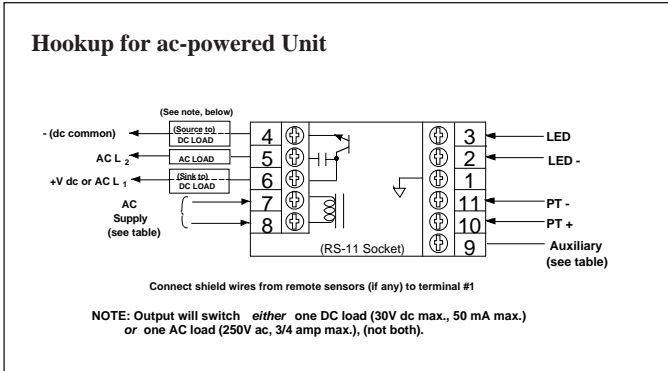 Hookup for ac-powered Unit
(See note, below)
- (dc common)
(Source to)
DC LOAD
4
3
LED
AC L 2
AC LOAD
5
2
LED -
+V dc or AC L 1
(Sink to)
DC LOAD
6
1
AC
Supply
(see table)
7
11
PT -
8
10
PT +
(RS-11 Socket)
9
Auxiliary
(see table)
Connect shield wires from remote sensors (if any) to terminal #1
NOTE: Output will switch either one DC load (30V dc max., 50 mA max.)
or one AC load (250V ac, 3/4 amp max.), (not both).